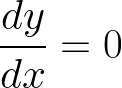 dy/dx = 0